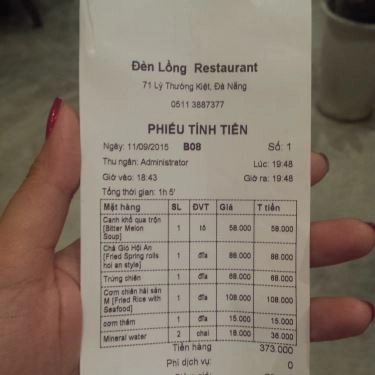 Đèn Lồng Restaurant
71 Lý Thường Kiệt, Đà Nẵng
0511 3887377
PHIẾU TÍNH TIỀN
Ngày: 11/09/2015 B08 Số: 1
Thu ngân: Administrator Lúc: 19:48
Giờ vào: 18:43 Giờ ra: 19:48
Tổng thời gian: 1h 5'
Mặt hàng SL ĐVT Giá T tiền
Canh khổ qua trộn
[Bitter Melon 1 tô 58.000 58.000
Soup]
Chả Giò Hội An
[Fried Spring rolls 1 đĩa 88.000 88.000
hoi an style]
Trứng chiên 1 đĩa 68.000 68.000
Cơm chiên hải sản
M [Fried Rice with 1 đĩa 108.000 108.000
Seafood]
cơm thêm 1 đĩa 15.000 15.000
Mineral water 2 chai 18.000 36.000
Tiền hàng 373.000
Phí dịch vụ: 0